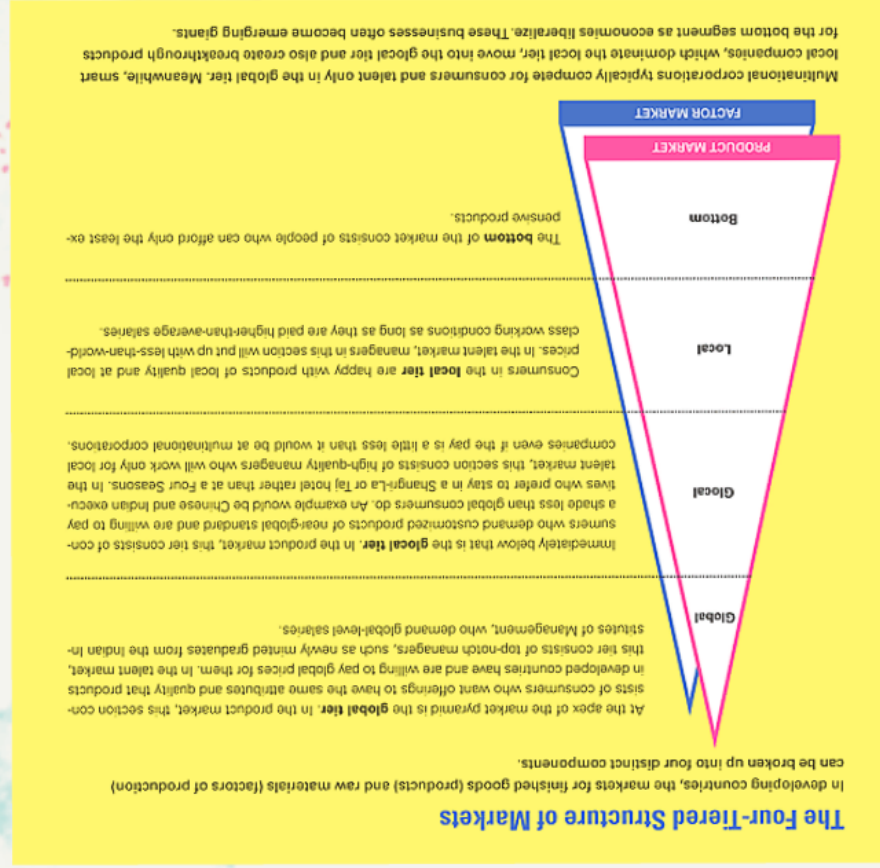 The Four-Tiered Structure of Markets
In developing countries, the markets for finished goods (products) and raw materials (factors of production)
can be broken up into four distinct components.
At the apex of the market pyramid is the global tier. In the product market, this section con-
sists of consumers who want offerings to have the same attributes and quality that products
in developed countries have and are willing to pay global prices for them. In the talent market,
this tier consists of top-notch managers, such as newly minted graduates from the Indian In-
stitutes of Management, who demand global-level salaries.
Global
Immediately below that is the glocal tier. In the product market, this tier consists of con-
sumers who demand customized products of near-global standard and are willing to pay
a shade less than global consumers do. An example would be Chinese and Indian execu-
tives who prefer to stay in a Shangri-La or Taj hotel rather than at a Four Seasons. In the
talent market, this section consists of high-quality managers who will work only for local
companies even if the pay is a little less than it would be at multinational corporations.
Glocal
Consumers in the local tier are happy with products of local quality and at local
prices. In the talent market, managers in this section will put up with less-than-world-
class working conditions as long as they are paid higher-than-average salaries.
Local
The bottom of the market consists of people who can afford only the least ex-
pensive products.
Bottom
PRODUCT MARKET
FACTOR MARKET
Multinational corporations typically compete for consumers and talent only in the global tier. Meanwhile, smart
local companies, which dominate the local tier, move into the glocal tier and also create breakthrough products
for the bottom segment as economies liberalize. These businesses often become emerging giants.